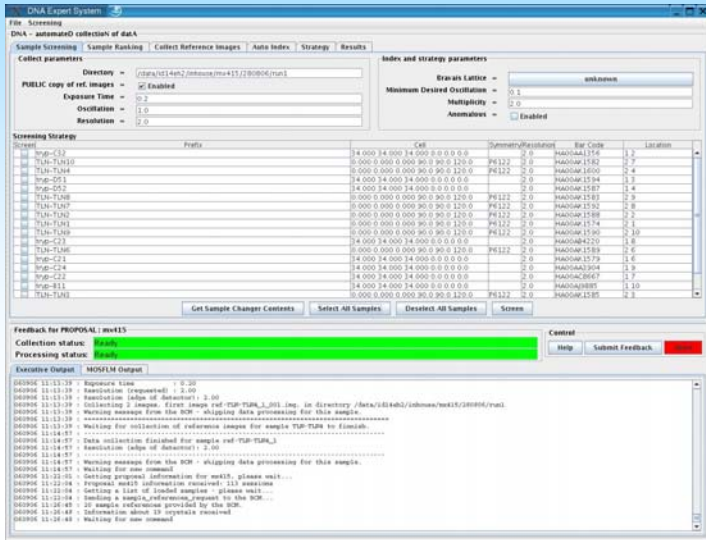 DNA Expert System
File Screening
DNA - automateD collectioN of datA
Sample Screening Sample Ranking Collect Reference Images Auto Index Strategy Results
Collect parameters
Directory = /data/id14eh2/inhouse/mx415/280806/run1
PUBLIC copy of ref. images = Enabled
Exposure Time = 0.2
Oscillation = 1.0
Resolution = 2.0
Index and strategy parameters
Bravais Lattice = unknown
Minimum Desired Oscillation = 0.1
Multiplicity = 2.0
Anomalous = Enabled
Screening Strategy
Screen Prefix Cell Symmetry Resolution Bar Code Location
tryp-C52 34.000 34.000 34.000 0.0 0.0 0.0 2.0 HA00AA1356 1 2
TLN-TLN10 0.000 0.000 0.000 90.0 90.0 120.0 P6122 2.0 HA00AK1582 2 7
TLN-TLN4 0.000 0.000 0.000 90.0 90.0 120.0 P6122 2.0 HA00AK1600 2 4
tryp-D51 34.000 34.000 34.000 0.0 0.0 0.0 2.0 HA00AK1594 1 3
tryp-D52 34.000 34.000 34.000 0.0 0.0 0.0 2.0 HA00AK1587 1 4
TLN-TLN8 0.000 0.000 0.000 90.0 90.0 120.0 P6122 2.0 HA00AK1583 2 9
TLN-TLN7 0.000 0.000 0.000 90.0 90.0 120.0 P6122 2.0 HA00AK1592 2 8
TLN-TLN2 0.000 0.000 0.000 90.0 90.0 120.0 P6122 2.0 HA00AK1588 2 2
TLN-TLN1 0.000 0.000 0.000 90.0 90.0 120.0 P6122 2.0 HA00AK1574 2 1
TLN-TLN9 0.000 0.000 0.000 90.0 90.0 120.0 P6122 2.0 HA00AK1590 2 10
tryp-C23 34.000 34.000 34.000 0.0 0.0 0.0 2.0 HA00AB4220 1 8
TLN-TLN6 0.000 0.000 0.000 90.0 90.0 120.0 P6122 2.0 HA00AK1589 2 6
tryp-C21 34.000 34.000 34.000 0.0 0.0 0.0 2.0 HA00AK1579 1 6
tryp-C24 34.000 34.000 34.000 0.0 0.0 0.0 2.0 HA00AA2904 1 9
tryp-C22 34.000 34.000 34.000 0.0 0.0 0.0 2.0 HA00AC8667 1 7
tryp-B11 34.000 34.000 34.000 0.0 0.0 0.0 2.0 HA00AJ9885 1 10
TLN-TLN3 0.000 0.000 0.000 90.0 90.0 120.0 P6122 2.0 HA00AK1585 2 3
Get Sample Changer Contents Select All Samples Deselect All Samples Screen
Feedback for PROPOSAL : mx415
Collection status: Ready
Processing status: Ready
Control
Help Submit Feedback
Executive Output MOSFLM Output
060906 11:13:39 : Exposure time : 0.20
060906 11:13:39 : Resolution (requested) : 2.00
060906 11:13:39 : Resolution (edge of detector): 2.00
060906 11:13:39 : Collecting 2 images, first image ref-TLN-TLN4_1_001.img, in directory /data/id14eh2/inhouse/mx415/280806/run1
060906 11:13:39 : Warning message from the BCM - skipping data processing for this sample.
060906 11:13:39 :
060906 11:13:39 : Waiting for collection of reference images for sample TLN-TLN4 to finnish.
060906 11:14:57 :
060906 11:14:57 : Data collection finished for sample ref-TLN-TLN4_1
060906 11:14:57 : Resolution (edge of detector): 2.00
060906 11:14:57 :
060906 11:14:57 : Warning message from the BCM - skipping data processing for this sample.
060906 11:14:57 : Waiting for new command
060906 11:22:01 : Getting proposal information for mx415, please wait...
060906 11:22:04 : Proposal mx415 information received: 113 sessions
060906 11:22:04 : Getting a list of loaded samples - please wait...
060906 11:22:04 : Sending a sample_references_request to the BCM...
060906 11:26:48 : 20 sample references provided by the BCM.
060906 11:26:48 : Information about 19 crystals received
060906 11:26:48 : Waiting for new command